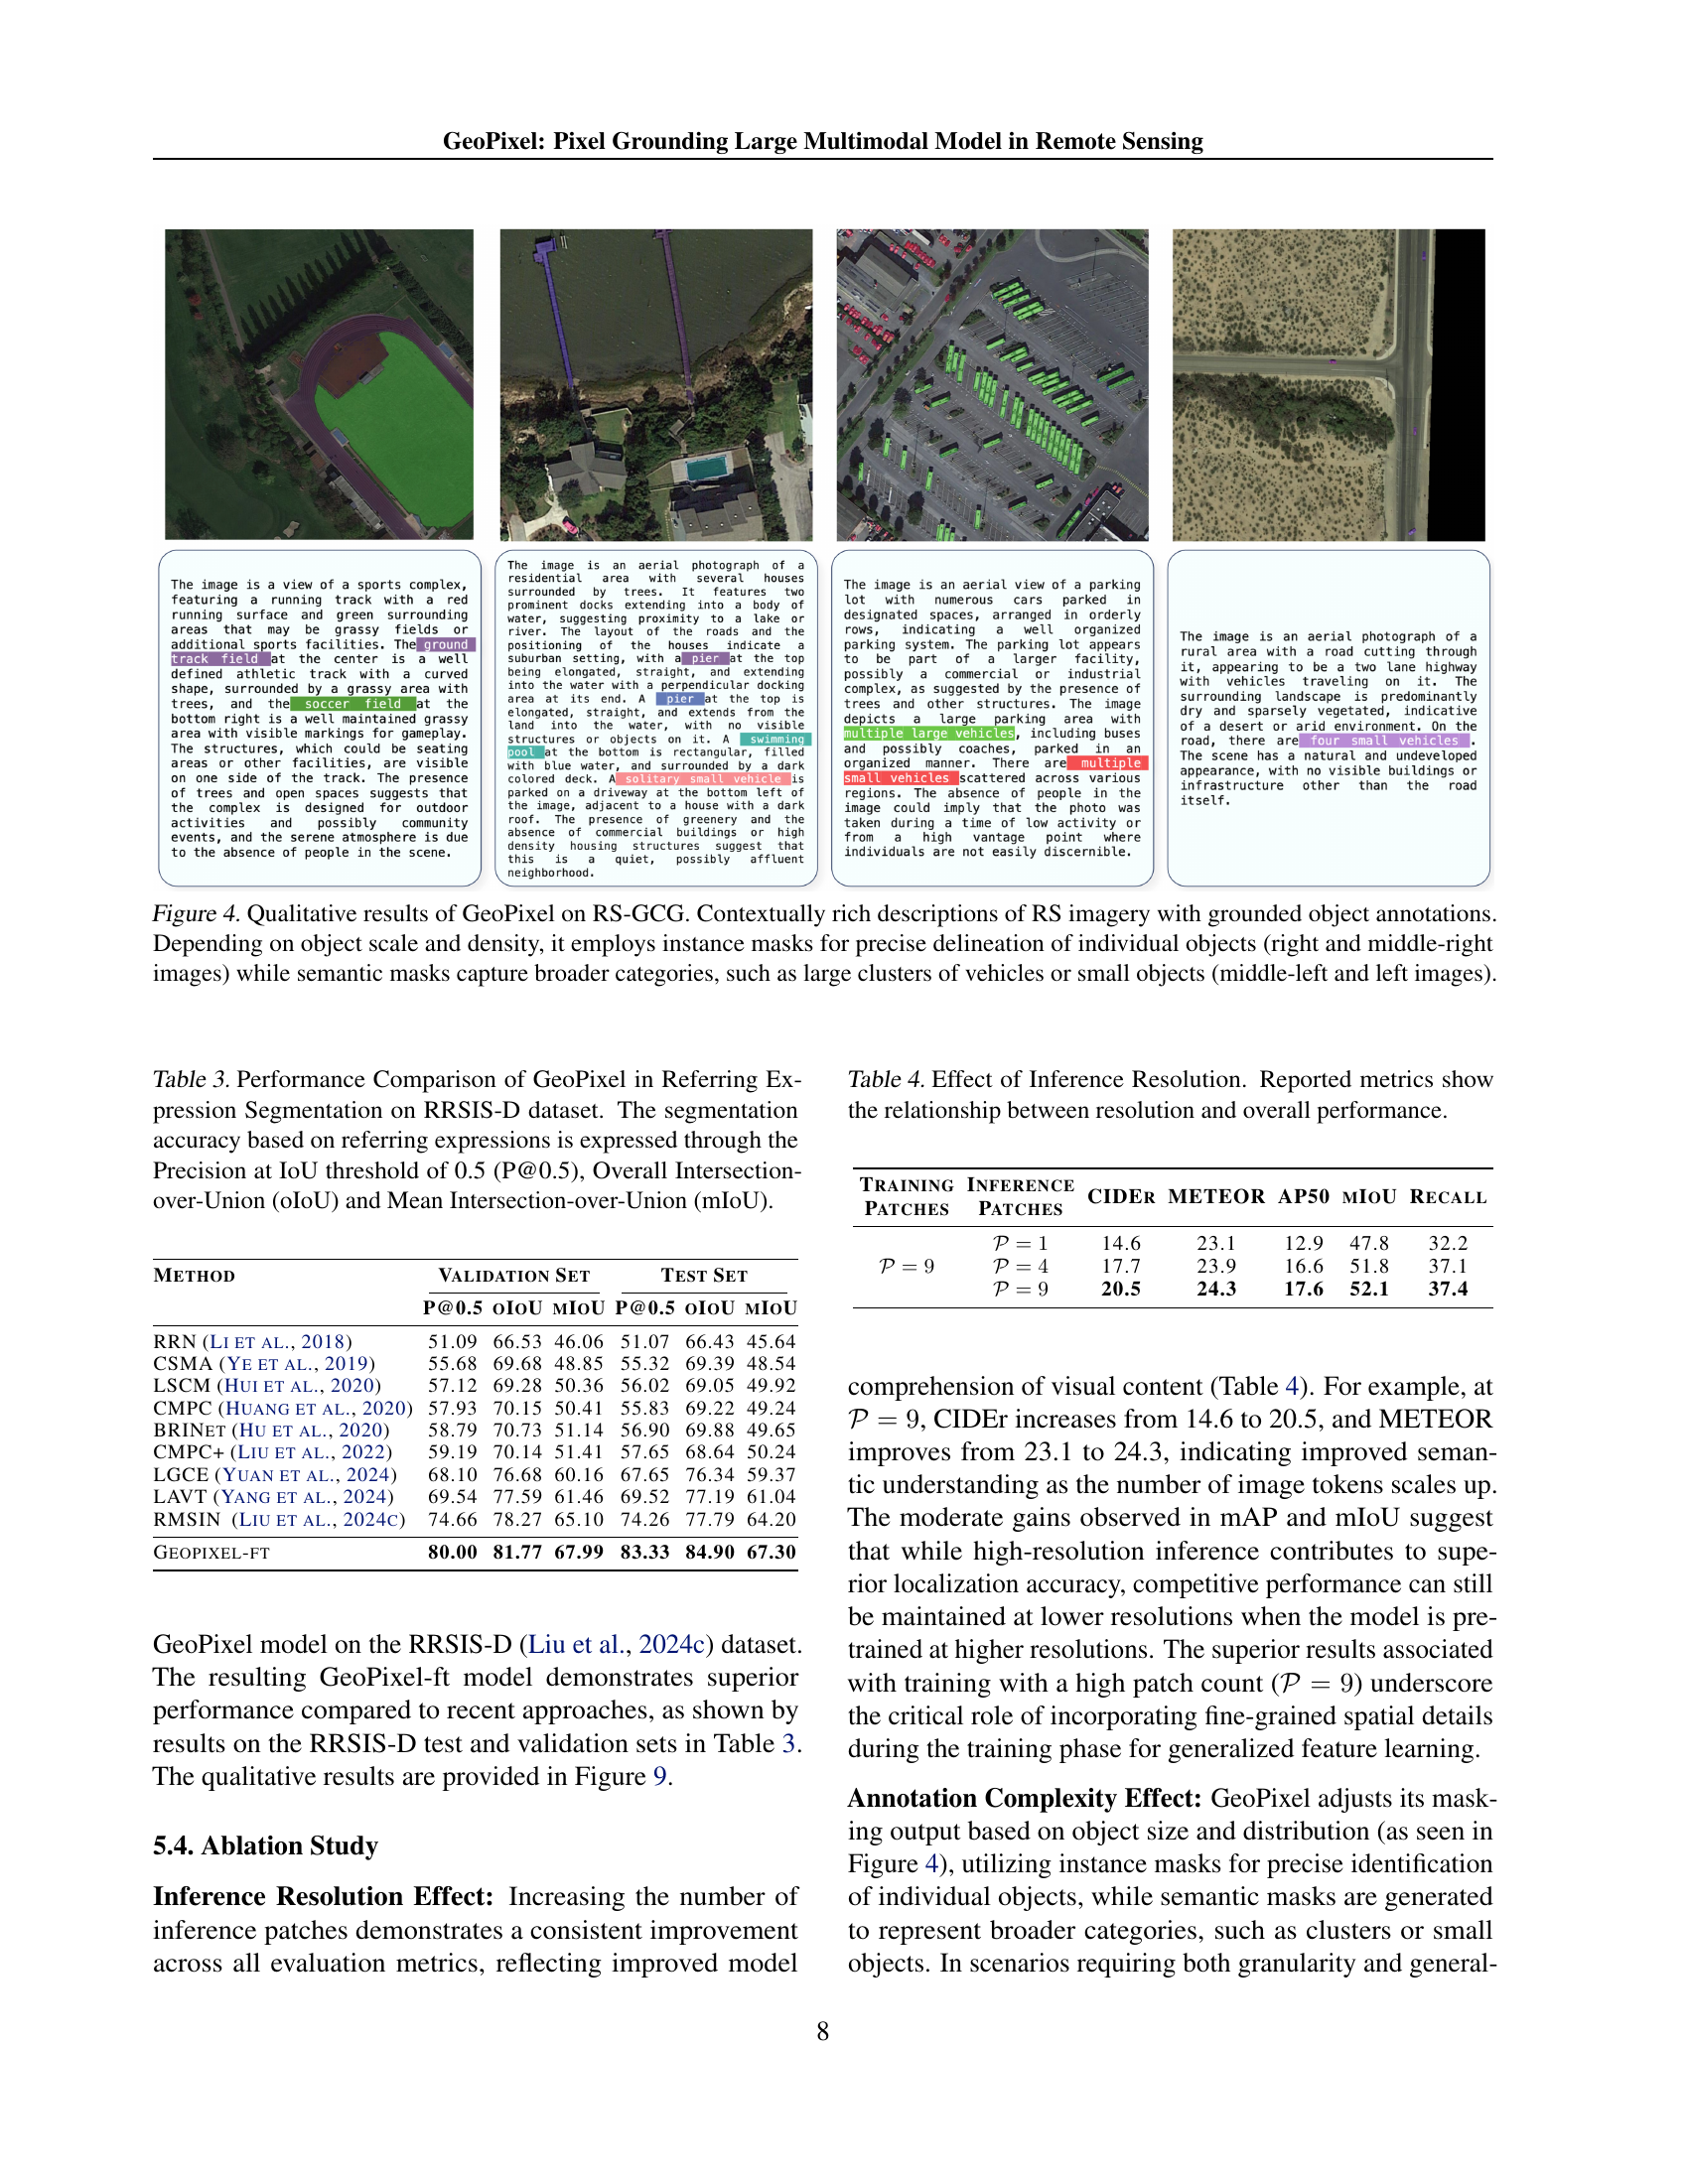 GeoPixel: Pixel Grounding Large Multimodal Model in Remote Sensing
The image is a view of a sports complex,
featuring a running track with a red
running surface and green surrounding
areas that may be grassy fields or
additional sports facilities. The ground
track field at the center is a well
defined athletic track with a curved
shape, surrounded by a grassy area with
trees, and the soccer field at the
bottom right is a well maintained grassy
area with visible markings for gameplay.
The structures, which could be seating
areas or other facilities, are visible
on one side of the track. The presence
of trees and open spaces suggests that
the complex is designed for outdoor
activities and possibly community
events, and the serene atmosphere is due
to the absence of people in the scene.
The image is an aerial photograph of a
residential area with several houses
surrounded by trees. It features two
prominent docks extending into a body of
water, suggesting proximity to a lake or
river. The layout of the roads and the
positioning of the houses indicate a
suburban setting, with a pier at the top
being elongated, straight, and extending
into the water with a perpendicular docking
area at its end. A pier at the top is
elongated, straight, and extends from the
land into the water, with no visible
structures or objects on it. A swimming
pool at the bottom is rectangular, filled
with blue water, and surrounded by a dark
colored deck. A solitary small vehicle is
parked on a driveway at the bottom left of
the image, adjacent to a house with a dark
roof. The presence of greenery and the
absence of commercial buildings or high
density housing structures suggest that
this is a quiet, possibly affluent
neighborhood.
The image is an aerial view of a parking
lot with numerous cars parked in
designated spaces, arranged in orderly
rows, indicating a well organized
parking system. The parking lot appears
to be part of a larger facility,
possibly a commercial or industrial
complex, as suggested by the presence of
trees and other structures. The image
depicts a large parking area with
multiple large vehicles, including buses
and possibly coaches, parked in an
organized manner. There are multiple
small vehicles scattered across various
regions. The absence of people in the
image could imply that the photo was
taken during a time of low activity or
from a high vantage point where
individuals are not easily discernible.
The image is an aerial photograph of a
rural area with a road cutting through
it, appearing to be a two lane highway
with vehicles traveling on it. The
surrounding landscape is predominantly
dry and sparsely vegetated, indicative
of a desert or arid environment. On the
road, there are four small vehicles .
The scene has a natural and undeveloped
appearance, with no visible buildings or
infrastructure other than the road
itself.
Figure 4. Qualitative results of GeoPixel on RS-GCG. Contextually rich descriptions of RS imagery with grounded object annotations.
Depending on object scale and density, it employs instance masks for precise delineation of individual objects (right and middle-right
images) while semantic masks capture broader categories, such as large clusters of vehicles or small objects (middle-left and left images).
Table 3. Performance Comparison of GeoPixel in Referring Ex-
pression Segmentation on RRSIS-D dataset. The segmentation
accuracy based on referring expressions is expressed through the
Precision at IoU threshold of 0.5 (P@0.5), Overall Intersection-
over-Union (oIoU) and Mean Intersection-over-Union (mIoU).
METHOD VALIDATION SET TEST SET
P@0.5 OIOU MIOU P@0.5 OIOU MIOU
RRN (LI ET AL., 2018) 51.09 66.53 46.06 51.07 66.43 45.64
CSMA (YE ET AL., 2019) 55.68 69.68 48.85 55.32 69.39 48.54
LSCM (HUI ET AL., 2020) 57.12 69.28 50.36 56.02 69.05 49.92
CMPC (HUANG ET AL., 2020) 57.93 70.15 50.41 55.83 69.22 49.24
BRINET (HU ET AL., 2020) 58.79 70.73 51.14 56.90 69.88 49.65
CMPC+ (LIU ET AL., 2022) 59.19 70.14 51.41 57.65 68.64 50.24
LGCE (YUAN ET AL., 2024) 68.10 76.68 60.16 67.65 76.34 59.37
LAVT (YANG ET AL., 2024) 69.54 77.59 61.46 69.52 77.19 61.04
RMSIN (LIU ET AL., 2024C) 74.66 78.27 65.10 74.26 77.79 64.20
GEOPIXEL-FT 80.00 81.77 67.99 83.33 84.90 67.30
GeoPixel model on the RRSIS-D (Liu et al., 2024c) dataset.
The resulting GeoPixel-ft model demonstrates superior
performance compared to recent approaches, as shown by
results on the RRSIS-D test and validation sets in Table 3.
The qualitative results are provided in Figure 9.
5.4. Ablation Study
Inference Resolution Effect: Increasing the number of
inference patches demonstrates a consistent improvement
across all evaluation metrics, reflecting improved model
Table 4. Effect of Inference Resolution. Reported metrics show
the relationship between resolution and overall performance.
TRAINING PATCHES INFERENCE PATCHES CIDER METEOR AP50 MIOU RECALL
P = 1 14.6 23.1 12.9 47.8 32.2
P = 9 P = 4 17.7 23.9 16.6 51.8 37.1
P = 9 20.5 24.3 17.6 52.1 37.4
comprehension of visual content (Table 4). For example, at
P = 9, CIDEr increases from 14.6 to 20.5, and METEOR
improves from 23.1 to 24.3, indicating improved seman-
tic understanding as the number of image tokens scales up.
The moderate gains observed in mAP and mIoU suggest
that while high-resolution inference contributes to supe-
rior localization accuracy, competitive performance can still
be maintained at lower resolutions when the model is pre-
trained at higher resolutions. The superior results associated
with training with a high patch count (P = 9) underscore
the critical role of incorporating fine-grained spatial details
during the training phase for generalized feature learning.
Annotation Complexity Effect: GeoPixel adjusts its mask-
ing output based on object size and distribution (as seen in
Figure 4), utilizing instance masks for precise identification
of individual objects, while semantic masks are generated
to represent broader categories, such as clusters or small
objects. In scenarios requiring both granularity and general-
8